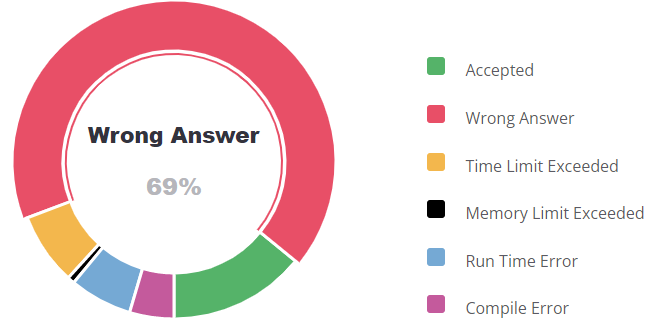 Wrong Answer
69%
Accepted
Wrong Answer
Time Limit Exceeded
Memory Limit Exceeded
Run Time Error
Compile Error